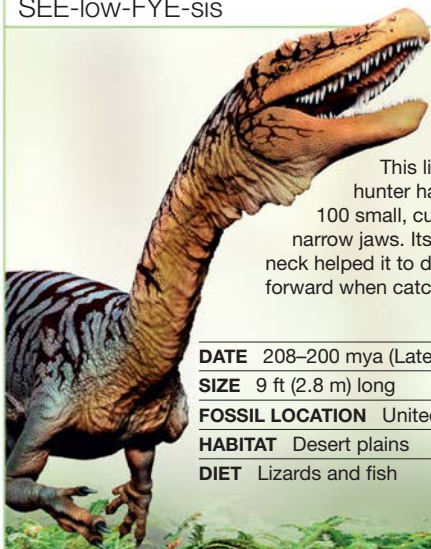 SEE-low-FYE-sis
This li
hunter ha
100 small, cu
narrow jaws. Its
neck helped it to d
forward when catc
DATE 208–200 mya (Late
SIZE 9 ft (2.8 m) long
FOSSIL LOCATION United
HABITAT Desert plains
DIET Lizards and fish